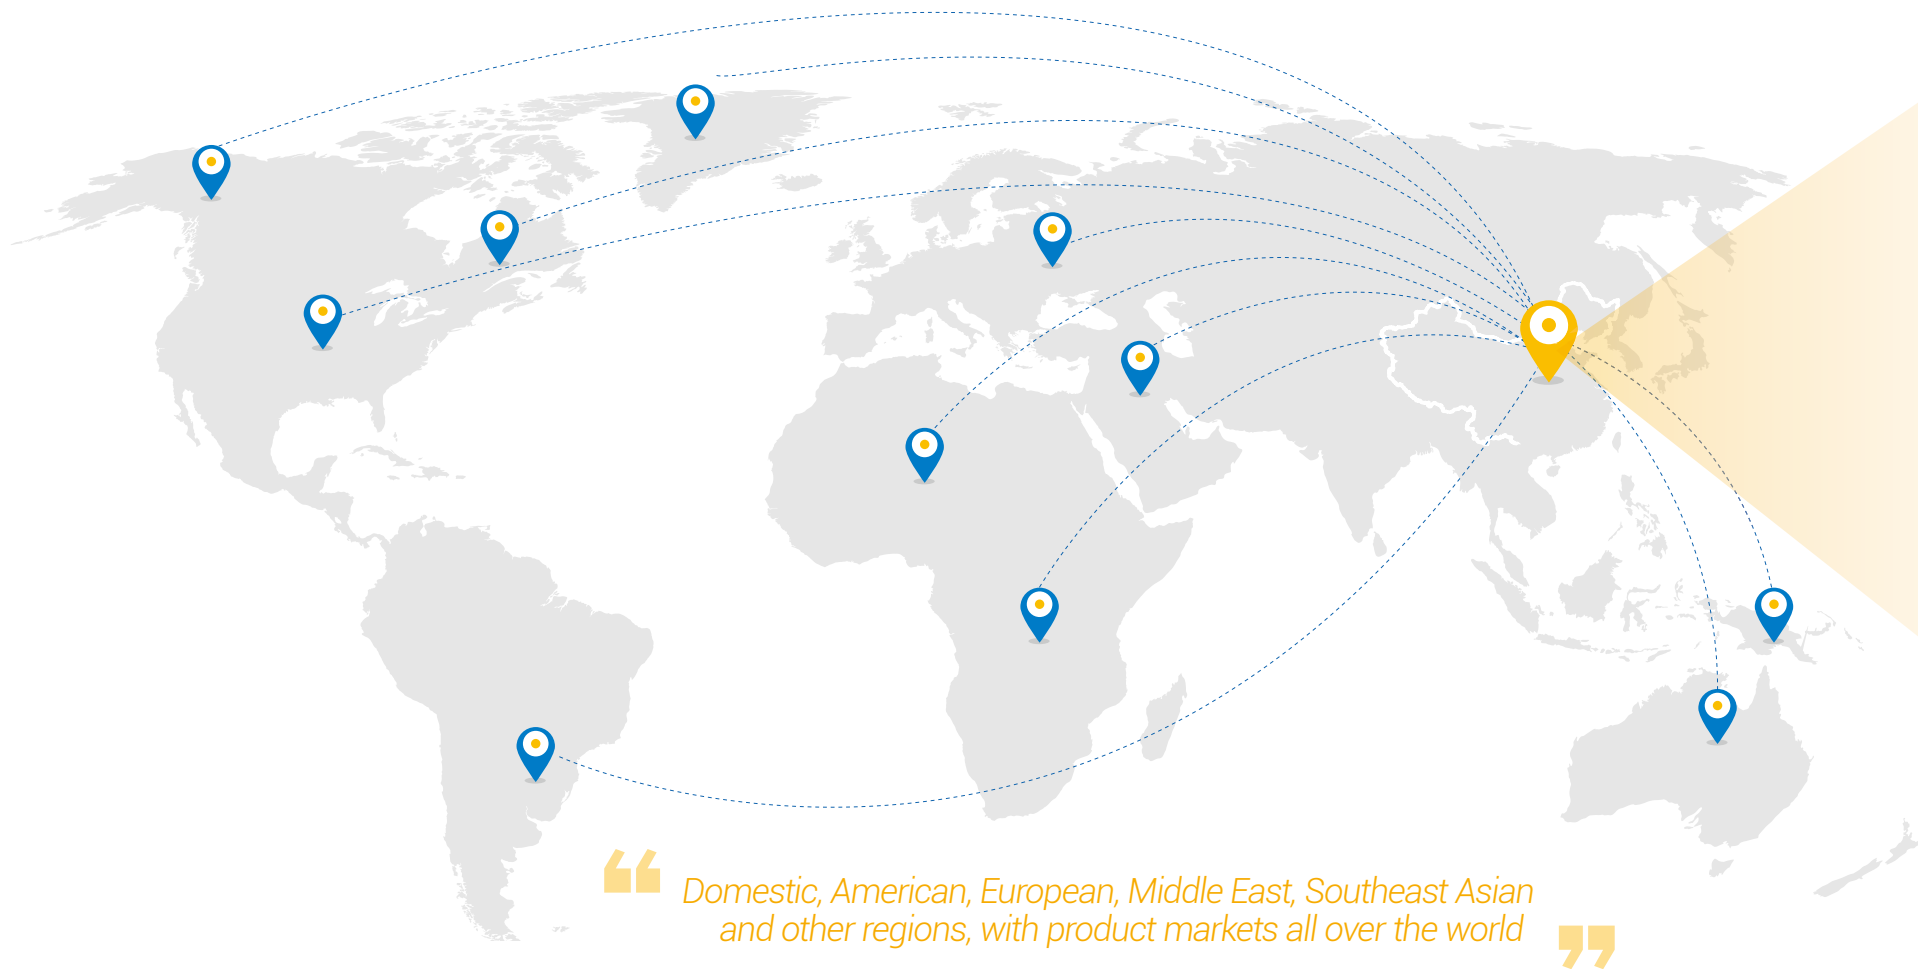 “ Domestic, American, European, Middle East, Southeast Asian
and other regions, with product markets all over the world ”